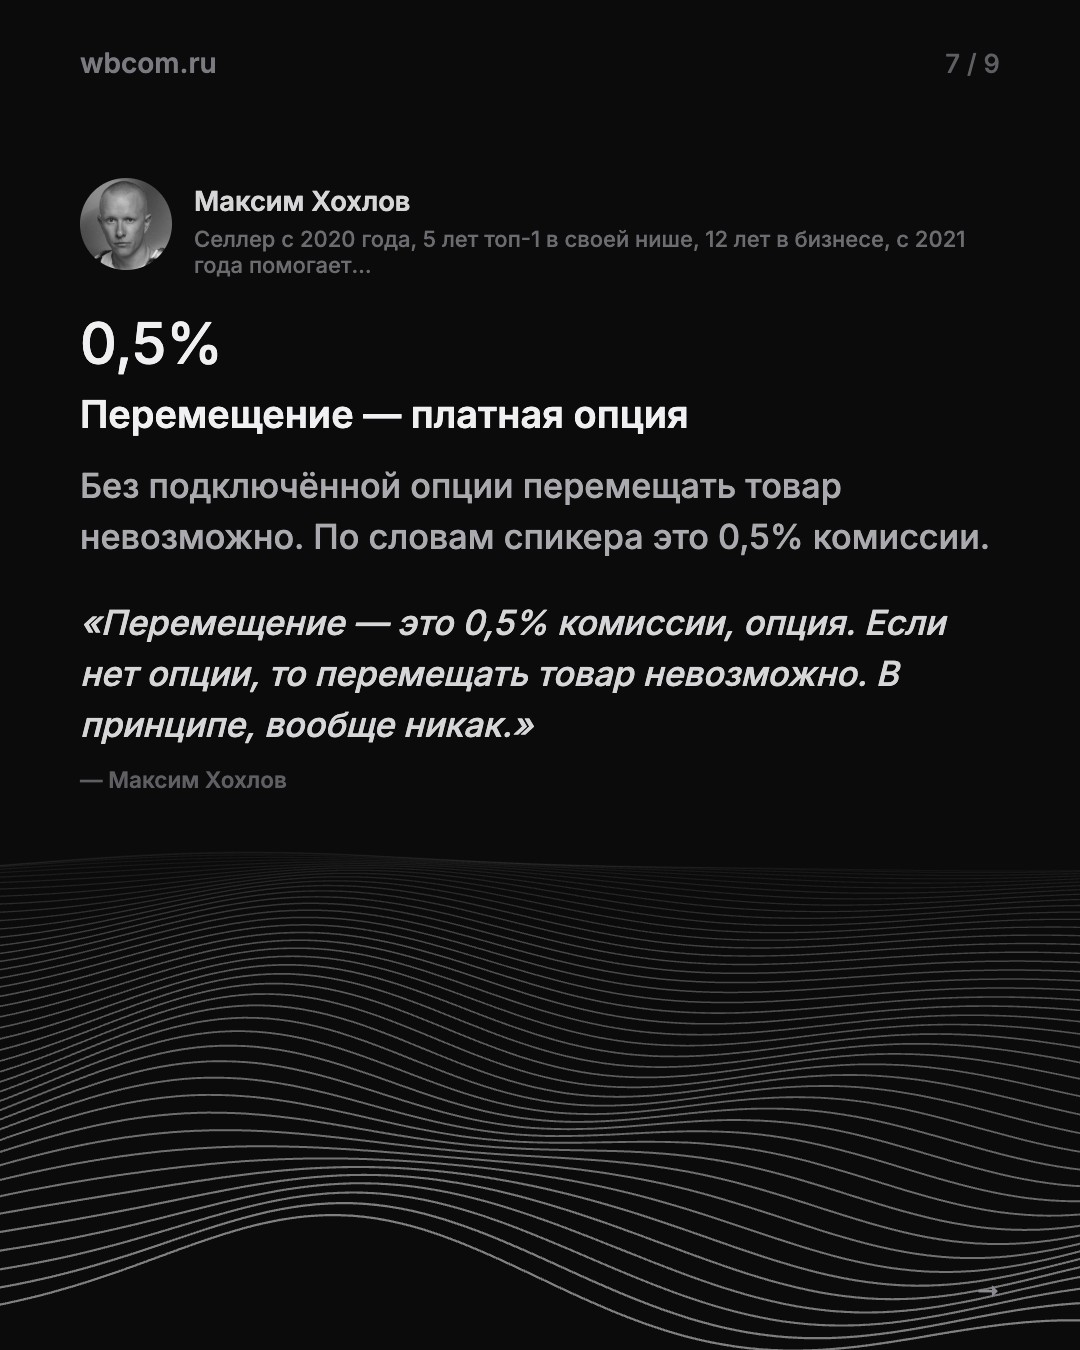 wbcom.ru
7 / 9
Максим Хохлов
Селлер с 2020 года, 5 лет топ-1 в своей нише, 12 лет в бизнесе, с 2021
года помогает...
0,5%
Перемещение — платная опция
Без подключённой опции перемещать товар
невозможно. По словам спикера это 0,5% комиссии.
«Перемещение — это 0,5% комиссии, опция. Если
нет опции, то перемещать товар невозможно. В
принципе, вообще никак.»
— Максим Хохлов
→